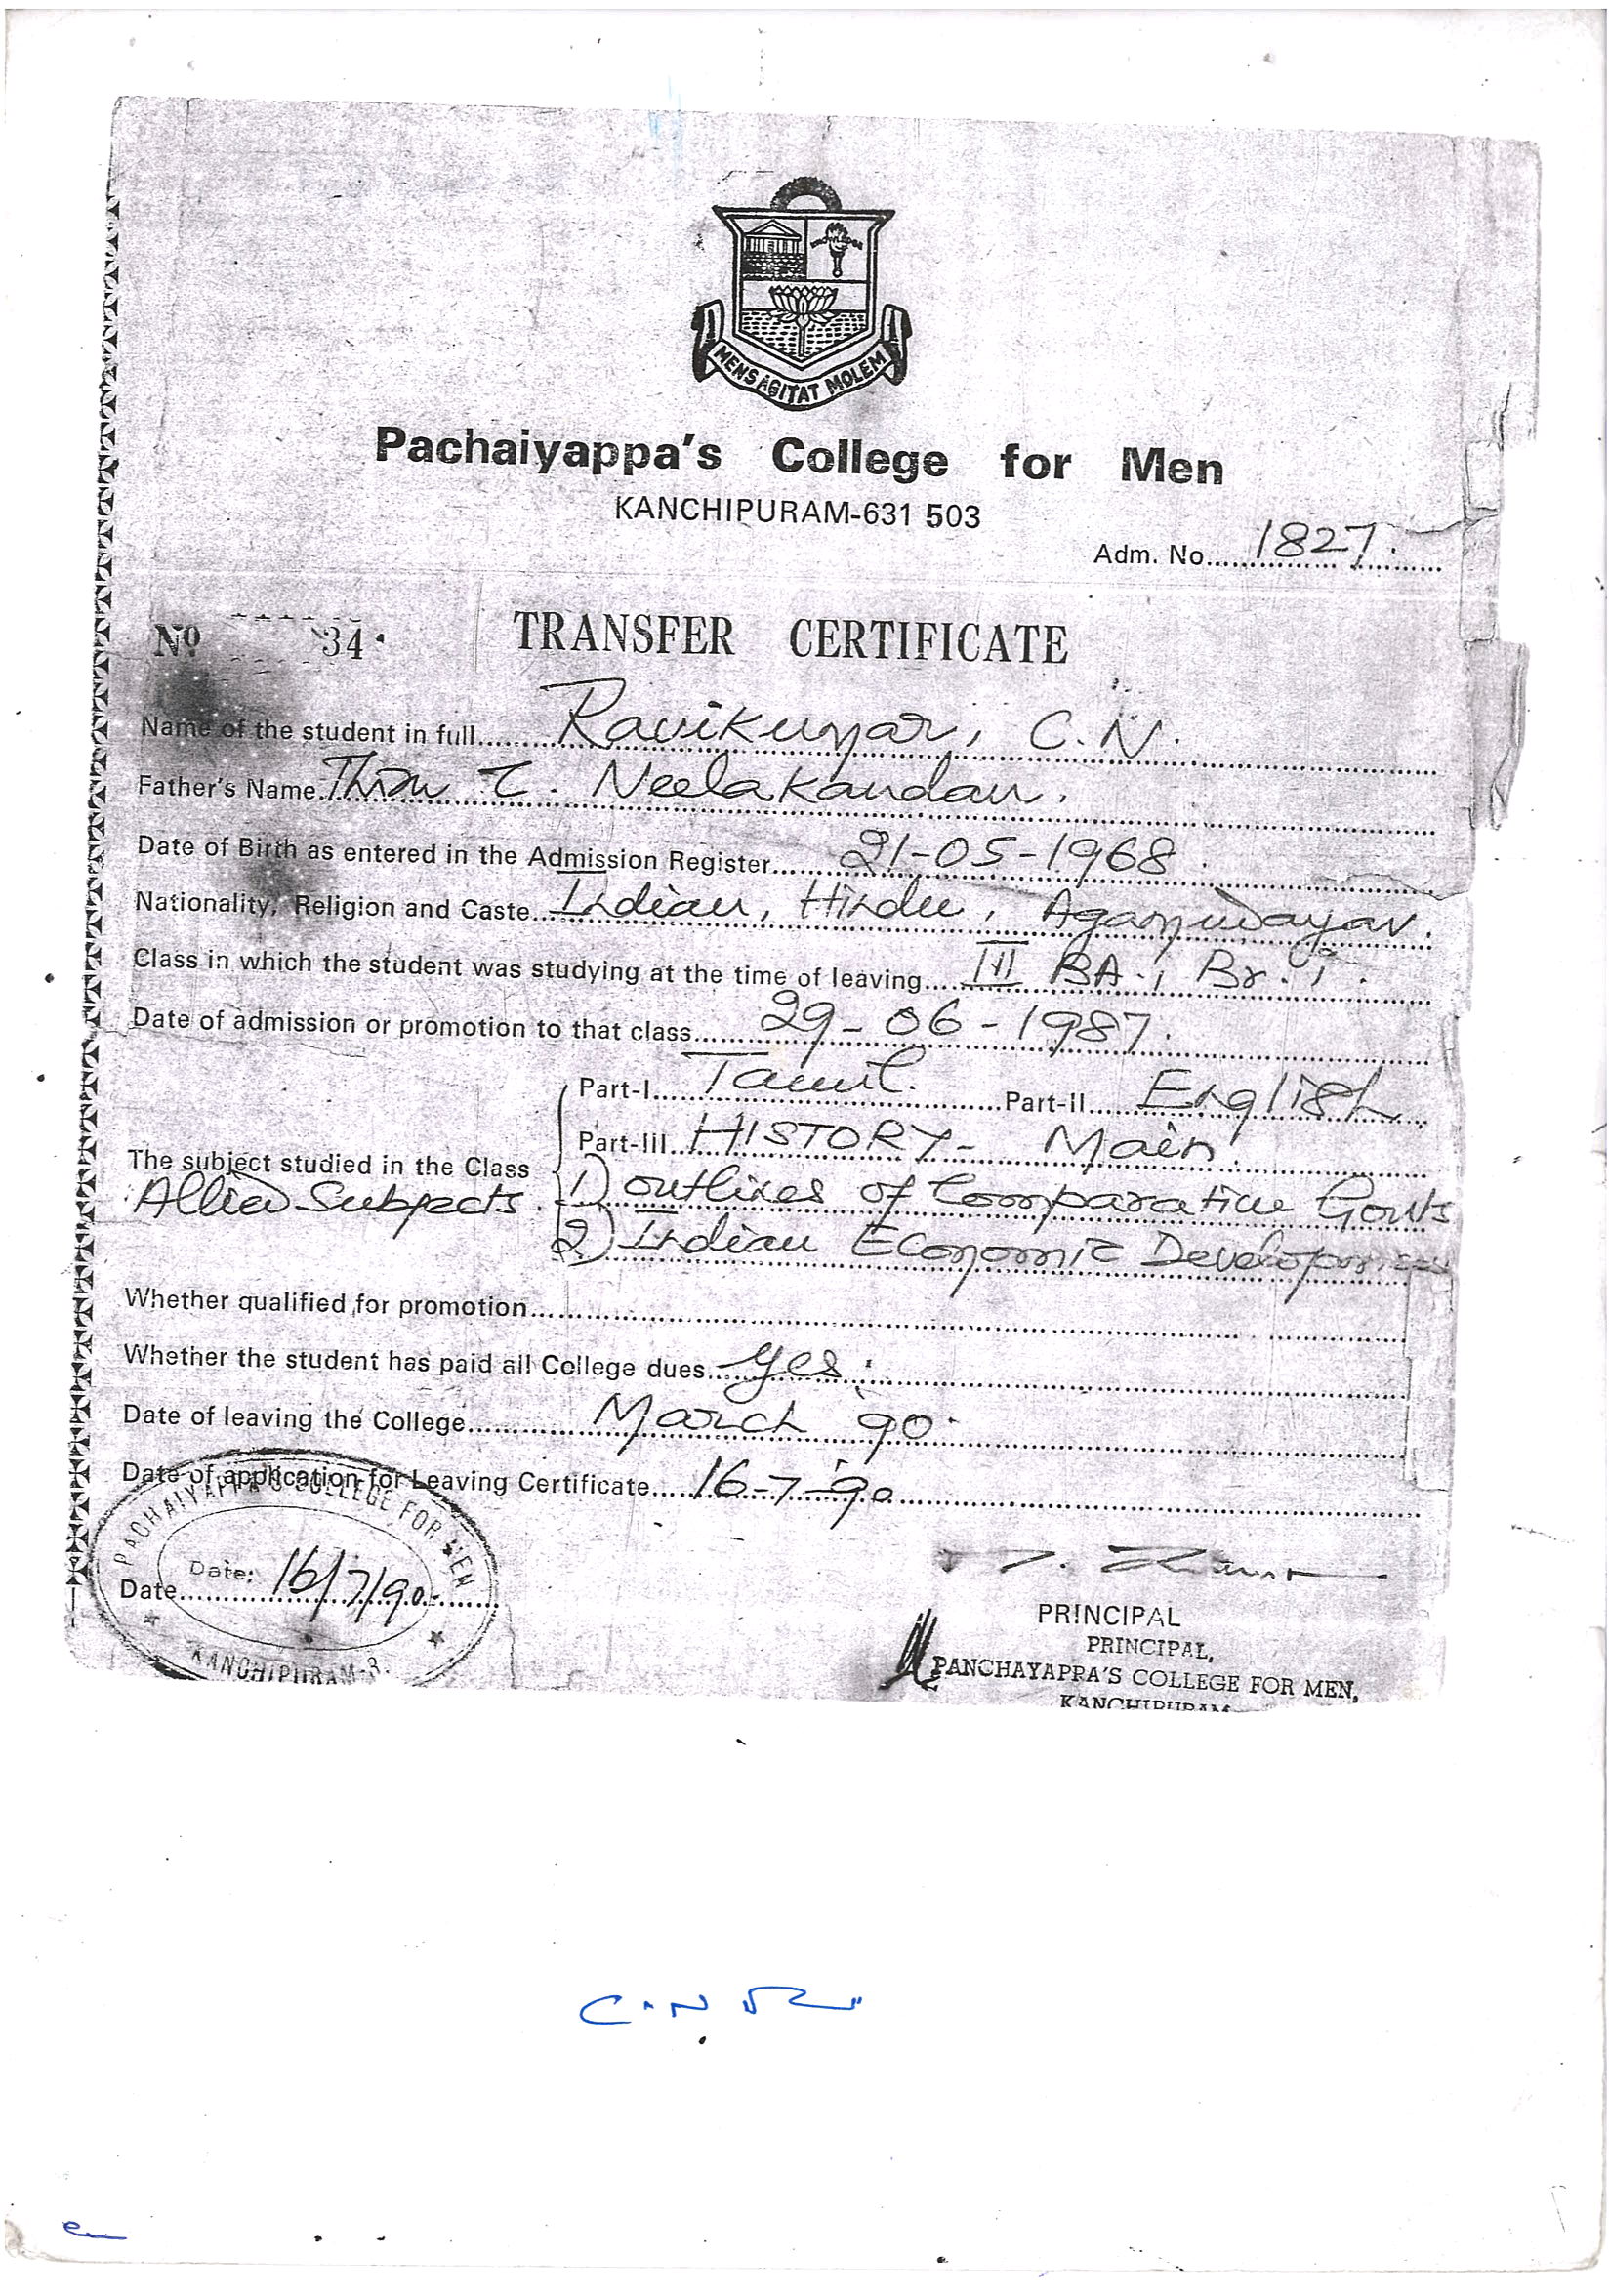 KNOWLEDGE
MENS AGITAT MOLEM
Pachaiyappa's College for Men
KANCHIPURAM-631 503
Adm. No. 1827.
No 34. TRANSFER CERTIFICATE
Name of the student in full Ravikumar, C.N.
Father's Name Thiru C. Neelakandan.
Date of Birth as entered in the Admission Register 21-05-1968.
Nationality, Religion and Caste Indian, Hindu, Agamudayar.
Class in which the student was studying at the time of leaving III BA., Br. i.
Date of admission or promotion to that class 29-06-1987.
Part-I Tamil. Part-II English
Part-III HISTORY - Main
The subject studied in the Class
Allied Subjects. 1) outlines of Comparative Govts
2) Indian Economic Development
Whether qualified for promotion
Whether the student has paid all College dues yes.
Date of leaving the College March '90.
Date of application for Leaving Certificate 16-7-'90
PACHAIYAPPA'S COLLEGE FOR MEN
Date: 16/7/90
Date
KANCHIPURAM-3.
PRINCIPAL
PRINCIPAL,
PANCHAYAPPA'S COLLEGE FOR MEN,
KANCHIPURAM
C.N